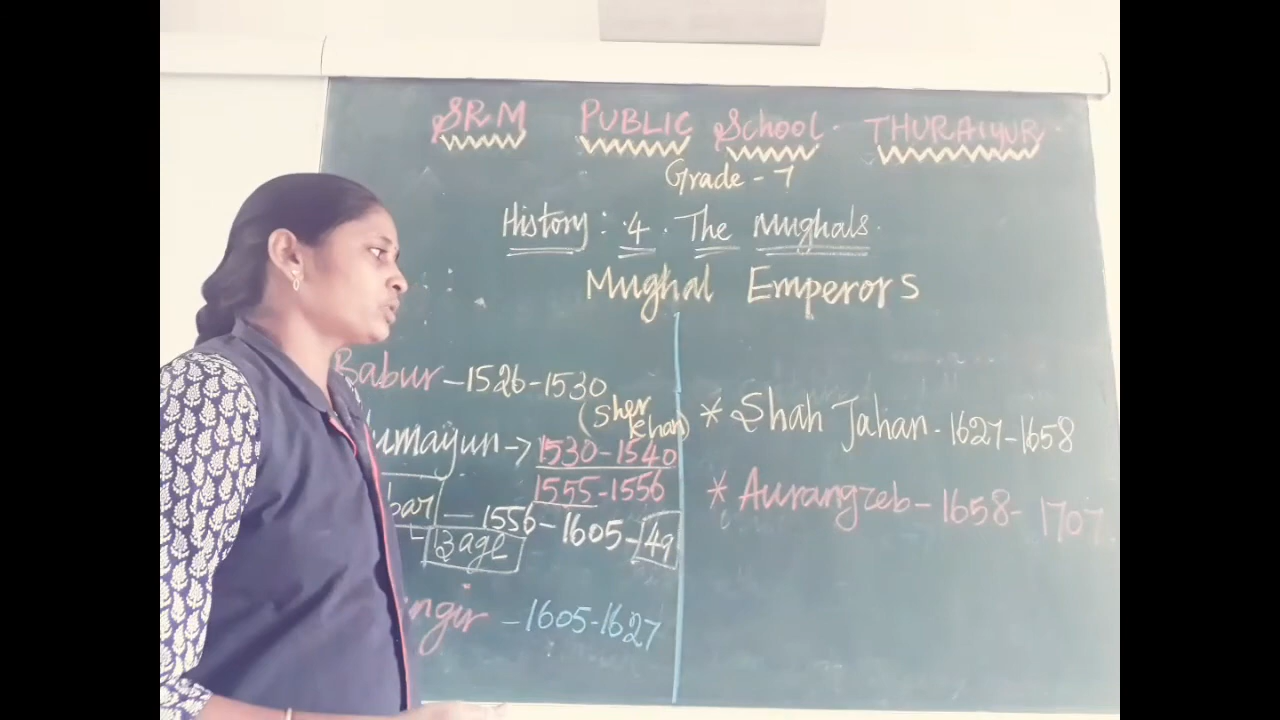 SRM PUBLIC School THURAIYUR
Grade - 7
History : 4. The Mughals.
Mughal Emperors
Babur - 1526-1530
(Sher khan)
umayun -> 1530-1540
1555-1556
bar - 1556-1605-49
13 age
ngir - 1605-1627
* Shah Jahan - 1627-1658
* Aurangzeb - 1658-1707.